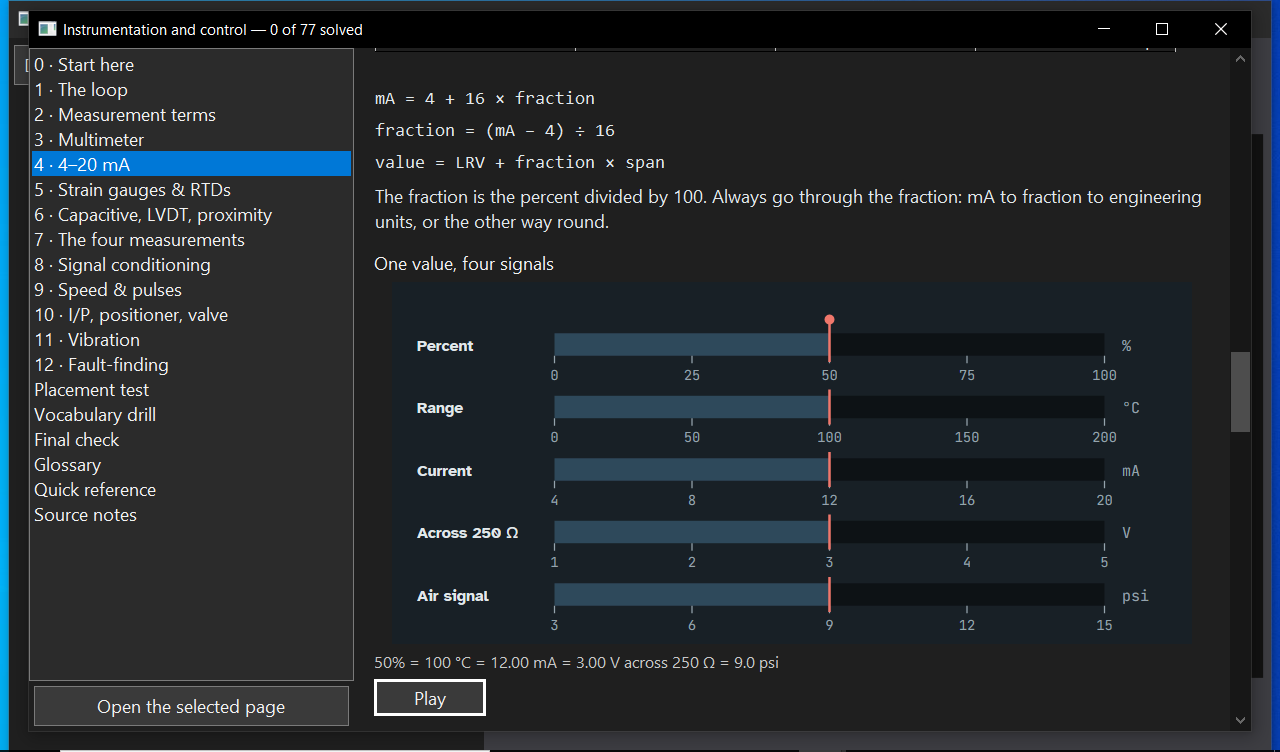 Instrumentation and control — 0 of 77 solved
0 · Start here
1 · The loop
2 · Measurement terms
3 · Multimeter
4 · 4–20 mA
5 · Strain gauges & RTDs
6 · Capacitive, LVDT, proximity
7 · The four measurements
8 · Signal conditioning
9 · Speed & pulses
10 · I/P, positioner, valve
11 · Vibration
12 · Fault-finding
Placement test
Vocabulary drill
Final check
Glossary
Quick reference
Source notes
Open the selected page
mA = 4 + 16 × fraction
fraction = (mA − 4) ÷ 16
value = LRV + fraction × span
The fraction is the percent divided by 100. Always go through the fraction: mA to fraction to engineering
units, or the other way round.
One value, four signals
Percent %
0 25 50 75 100
Range °C
0 50 100 150 200
Current mA
4 8 12 16 20
Across 250 Ω V
1 2 3 4 5
Air signal psi
3 6 9 12 15
50% = 100 °C = 12.00 mA = 3.00 V across 250 Ω = 9.0 psi
Play